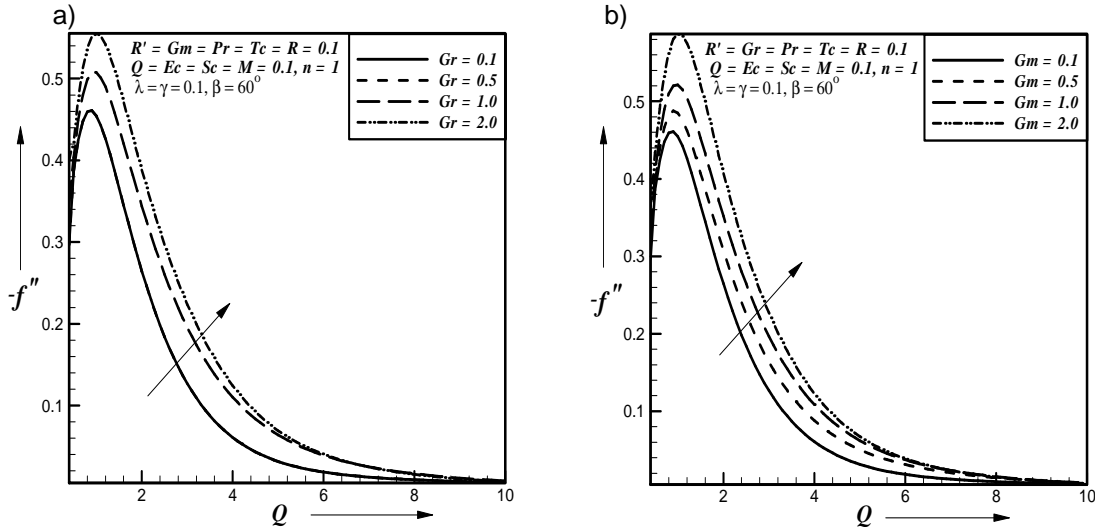 a)
R' = Gm = Pr = Tc = R = 0.1
Q = Ec = Sc = M = 0.1, n = 1
λ = γ = 0.1, β = 60°
Gr = 0.1
Gr = 0.5
Gr = 1.0
Gr = 2.0
0.5
0.4
0.3
0.2
0.1
-f''
2
4
6
8
10
Q
b)
R' = Gr = Pr = Tc = R = 0.1
Q = Ec = Sc = M = 0.1, n = 1
λ = γ = 0.1, β = 60°
Gm = 0.1
Gm = 0.5
Gm = 1.0
Gm = 2.0
0.5
0.4
0.3
0.2
0.1
-f''
2
4
6
8
10
Q